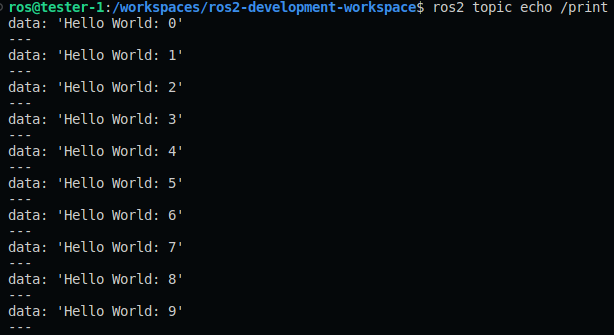 ros@tester-1:/workspaces/ros2-development-workspace$ ros2 topic echo /print
data: 'Hello World: 0'
---
data: 'Hello World: 1'
---
data: 'Hello World: 2'
---
data: 'Hello World: 3'
---
data: 'Hello World: 4'
---
data: 'Hello World: 5'
---
data: 'Hello World: 6'
---
data: 'Hello World: 7'
---
data: 'Hello World: 8'
---
data: 'Hello World: 9'
---